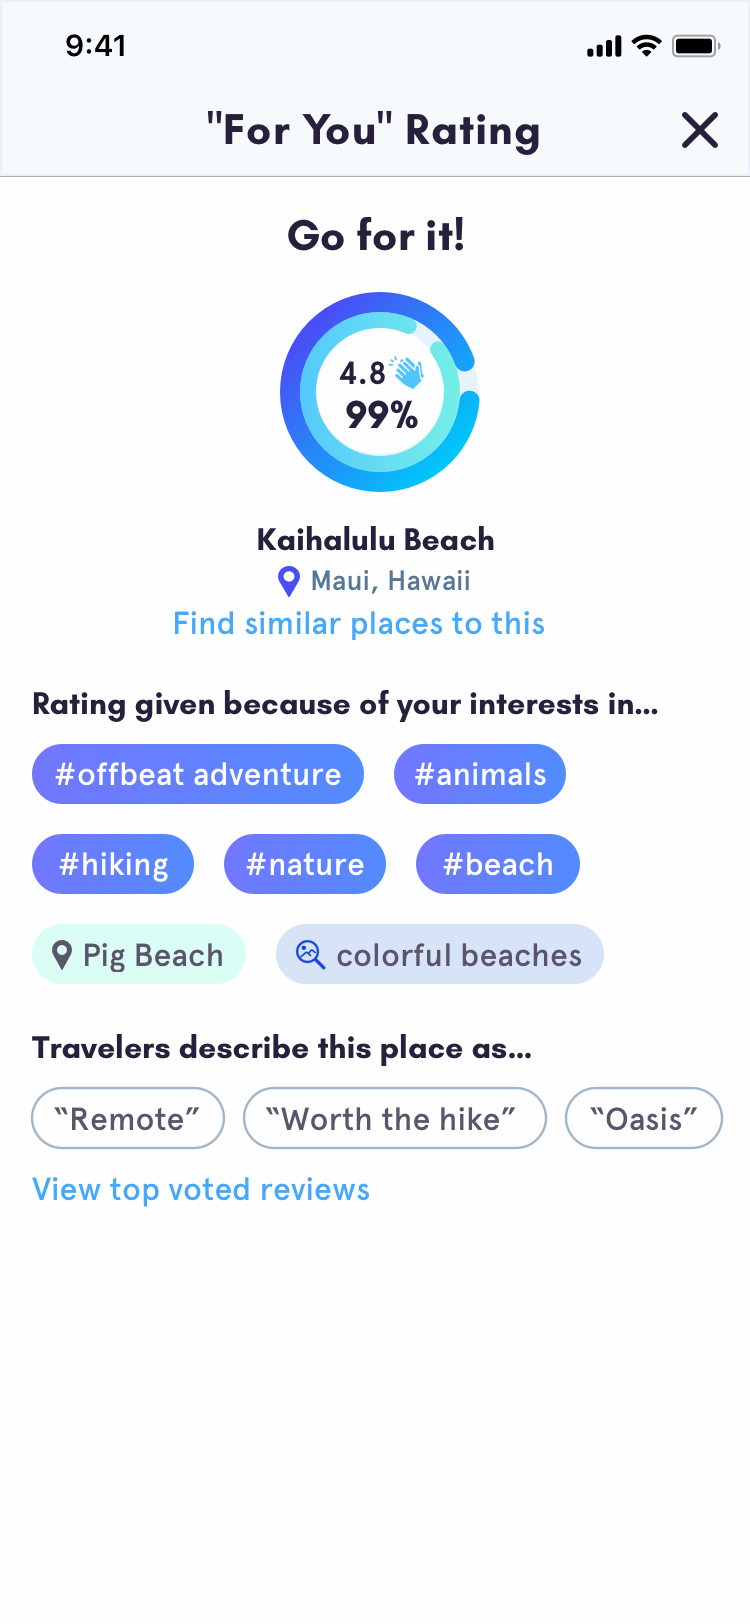 9:41
"For You" Rating
Go for it!
4.8
99%
Kaihalulu Beach
Maui, Hawaii
Find similar places to this
Rating given because of your interests in...
#offbeat adventure #animals
#hiking #nature #beach
Pig Beach colorful beaches
Travelers describe this place as...
“Remote” “Worth the hike” “Oasis”
View top voted reviews